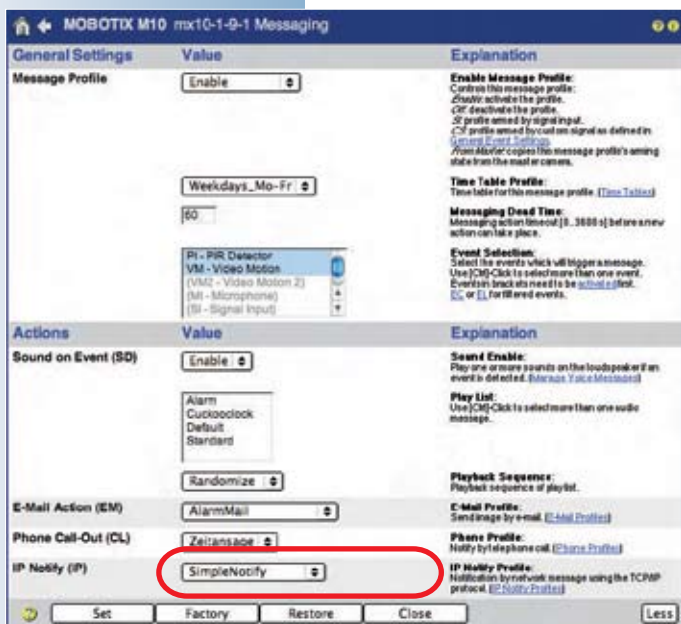 MOBOTIX M10 mx10-1-9-1 Messaging
General Settings Value Explanation
Message Profile
Enable
Enable Message Profile:
Controls this message profile:
Enable: activate the profile.
Off: deactivate the profile.
SI: profile armed by signal input.
CS: profile armed by custom signal as defined in
General Event Settings.
From Master: copies this message profile's arming
state from the master camera.
Weekdays_Mo-Fr
Time Table Profile:
Time table for this message profile. (Time Tables)
60
Messaging Dead Time:
Messaging action timeout [0..3600 s] before a new
action can take place.
PI - PIR Detector
VM - Video Motion
(VM2 - Video Motion 2)
(MI - Microphone)
(SI - Signal Input)
Event Selection:
Select the events which will trigger a message.
Use [Ctrl]-Click to select more than one event.
Events in brackets need to be activated first.
EC or EL for filtered events.
Actions Value Explanation
Sound on Event (SD)
Enable
Sound Enable:
Play one or more sounds on the loudspeaker if an
event is detected. (Manage Voice Messages)
Alarm
Cuckooclock
Default
Standard
Play List:
Use [Ctrl]-Click to select more than one audio
message.
Randomize
Playback Sequence:
Playback sequence of playlist.
E-Mail Action (EM)
AlarmMail
E-Mail Profile:
Send image by e-mail. (E-Mail Profiles)
Phone Call-Out (CL)
Zeitansage
Phone Profile:
Notify by telephone call. (Phone Profiles)
IP Notify (IP)
SimpleNotify
IP Notify Profile:
Notification by network message using the TCP/IP
protocol. (IP Notify Profiles)
Set Factory Restore Close Less